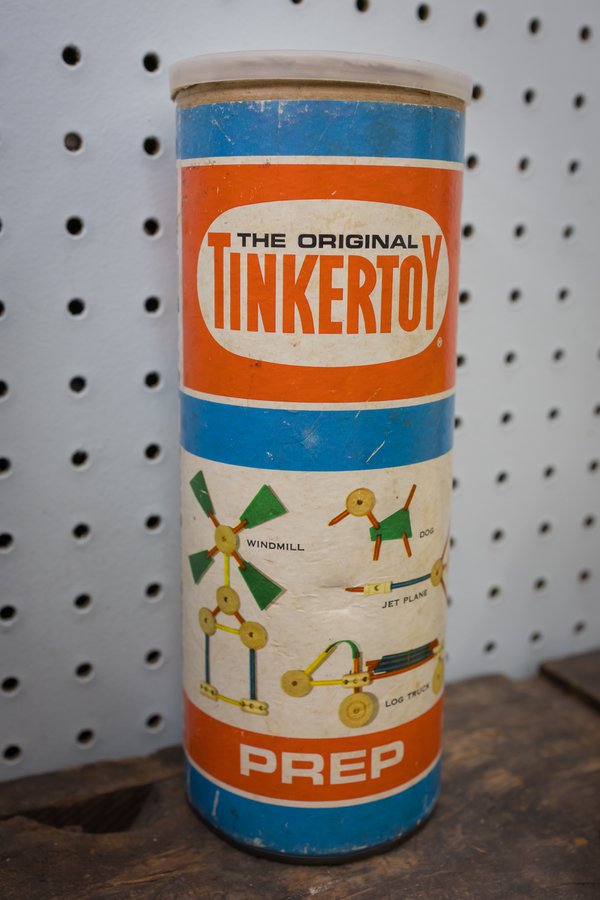 THE ORIGINAL
TINKERTOY
®
WINDMILL
DOG
JET PLANE
LOG TRUCK
PREP